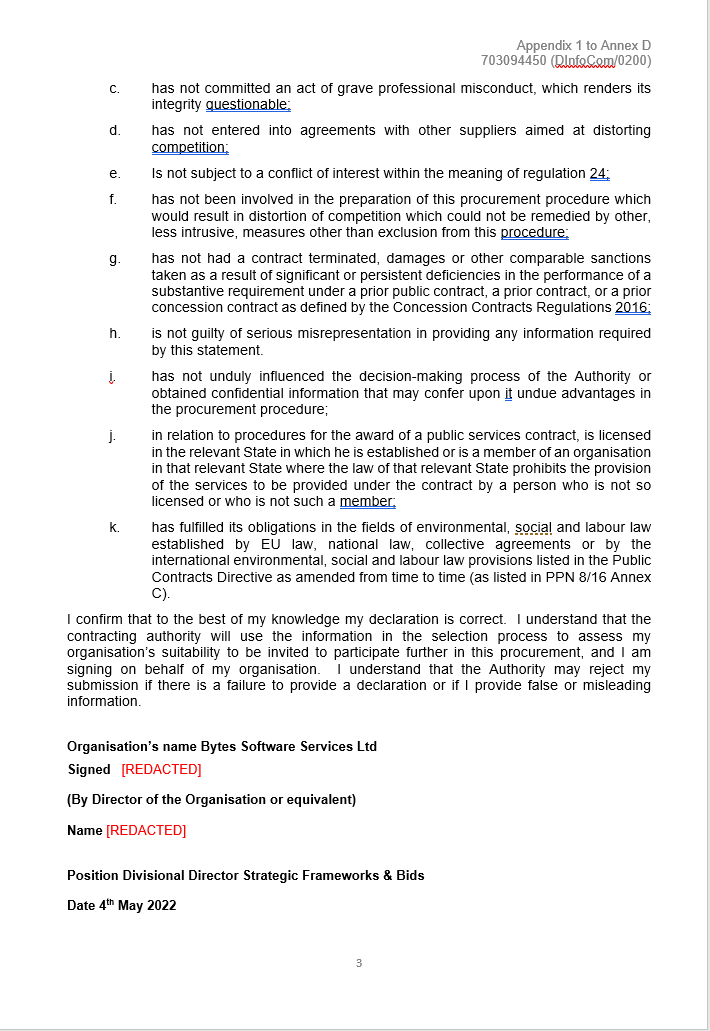 Appendix 1 to Annex D
703094450 (DInfoCom/0200)
c. has not committed an act of grave professional misconduct, which renders its
integrity questionable;
d. has not entered into agreements with other suppliers aimed at distorting
competition;
e. Is not subject to a conflict of interest within the meaning of regulation 24;
f. has not been involved in the preparation of this procurement procedure which
would result in distortion of competition which could not be remedied by other,
less intrusive, measures other than exclusion from this procedure;
g. has not had a contract terminated, damages or other comparable sanctions
taken as a result of significant or persistent deficiencies in the performance of a
substantive requirement under a prior public contract, a prior contract, or a prior
concession contract as defined by the Concession Contracts Regulations 2016;
h. is not guilty of serious misrepresentation in providing any information required
by this statement.
i. has not unduly influenced the decision-making process of the Authority or
obtained confidential information that may confer upon it undue advantages in
the procurement procedure;
j. in relation to procedures for the award of a public services contract, is licensed
in the relevant State in which he is established or is a member of an organisation
in that relevant State where the law of that relevant State prohibits the provision
of the services to be provided under the contract by a person who is not so
licensed or who is not such a member;
k. has fulfilled its obligations in the fields of environmental, social and labour law
established by EU law, national law, collective agreements or by the
international environmental, social and labour law provisions listed in the Public
Contracts Directive as amended from time to time (as listed in PPN 8/16 Annex
C).
I confirm that to the best of my knowledge my declaration is correct. I understand that the
contracting authority will use the information in the selection process to assess my
organisation's suitability to be invited to participate further in this procurement, and I am
signing on behalf of my organisation. I understand that the Authority may reject my
submission if there is a failure to provide a declaration or if I provide false or misleading
information.
Organisation's name Bytes Software Services Ltd
Signed [REDACTED]
(By Director of the Organisation or equivalent)
Name [REDACTED]
Position Divisional Director Strategic Frameworks & Bids
Date 4th May 2022
3